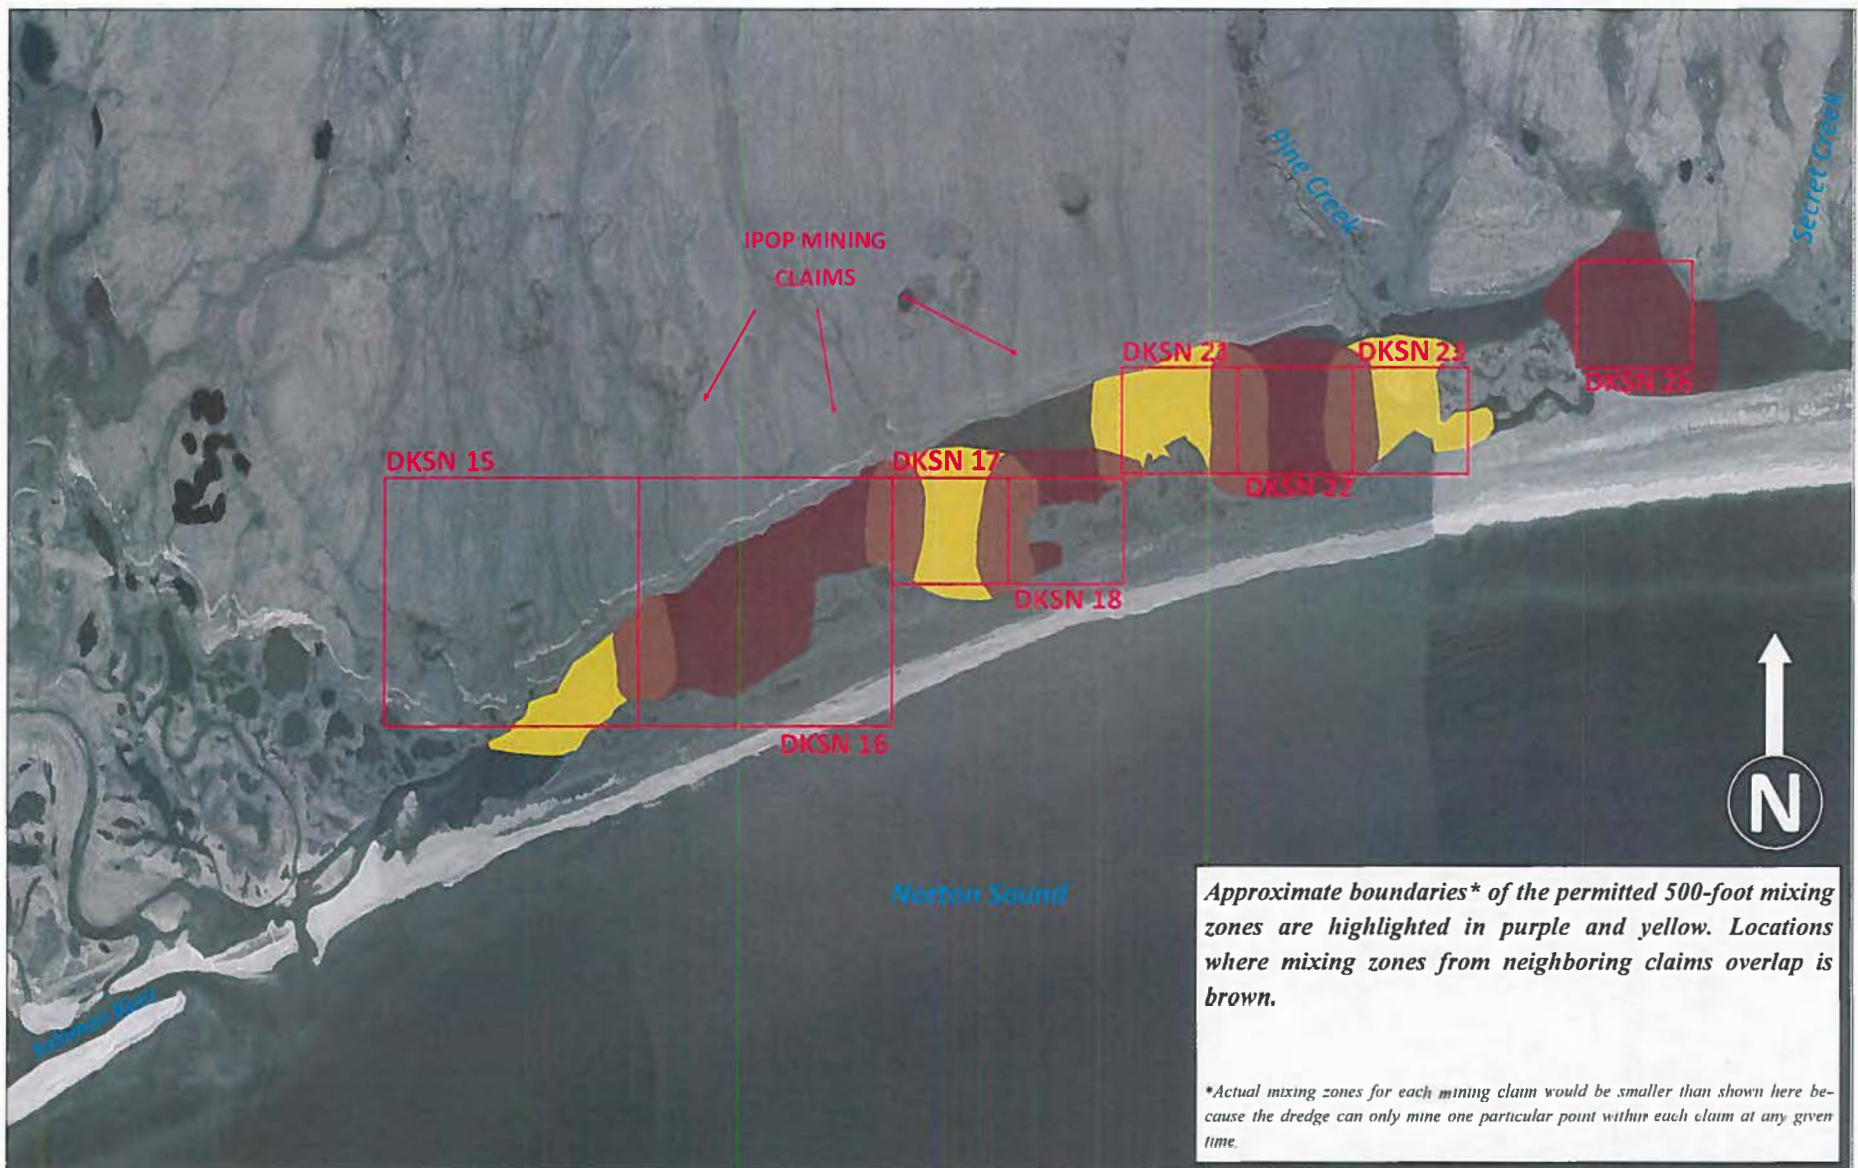 Pine Creek
Secret Creek
IPOP MINING
CLAIMS
DKSN 21
DKSN 23
DKSN 26
DKSN 15
DKSN 17
DKSN 22
DKSN 18
DKSN 16
Norton Sound
Solomon River
N
Approximate boundaries* of the permitted 500-foot mixing
zones are highlighted in purple and yellow. Locations
where mixing zones from neighboring claims overlap is
brown.
*Actual mixing zones for each mining claim would be smaller than shown here be-
cause the dredge can only mine one particular point within each claim at any given
time.